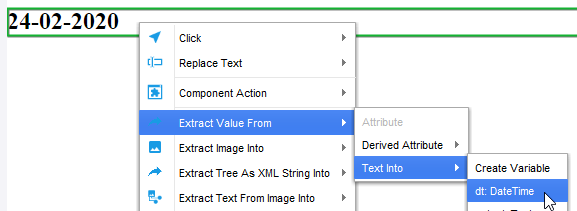 24-02-2020
Click
Replace Text
Component Action
Extract Value From
Extract Image Into
Extract Tree As XML String Into
Extract Text From Image Into
Attribute
Derived Attribute
Text Into
Create Variable
dt: DateTime